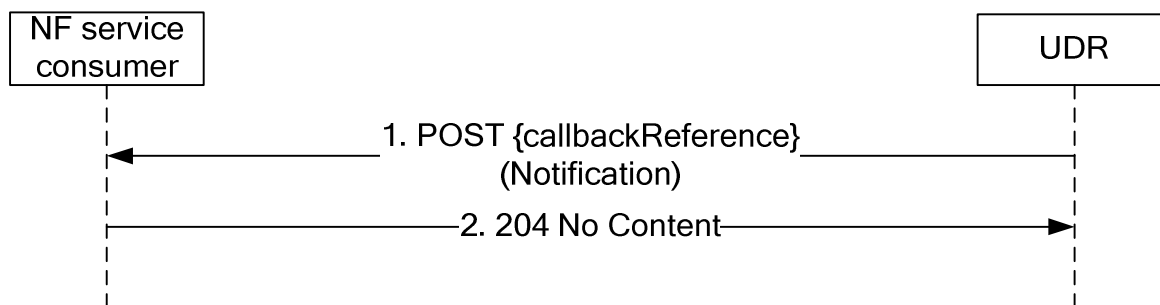 NF service
consumer
UDR
1. POST {callbackReference}
(Notification)
2. 204 No Content